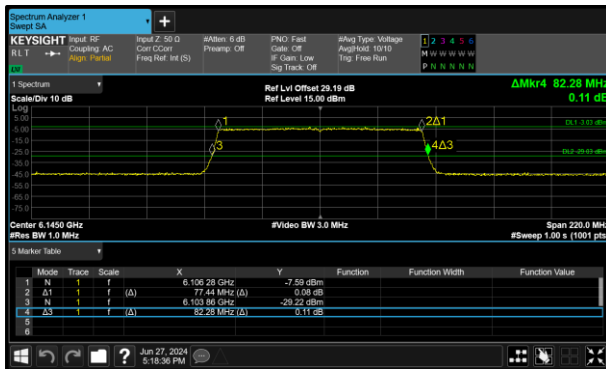 Spectrum Analyzer 1
Swept SA
KEYSIGHT Input: RF Input Z: 50 Ω #Atten: 6 dB PNO: Fast #Avg Type: Voltage 1 2 3 4 5 6
R L T Coupling: AC Corr CCorr Preamp: Off Gate: Off Avg|Hold: 10/10 M W W W W W
Align: Partial Freq Ref: Int (S) IF Gain: Low Trig: Free Run
Sig Track: Off P N N N N N
1 Spectrum Ref Lvl Offset 29.19 dB ΔMkr4 82.28 MHz
Scale/Div 10 dB Ref Level 15.00 dBm 0.11 dB
Log
5.00 1 2Δ1 DL1 -3.03 dBm
-5.00
-15.0 3 4Δ3
-25.0 DL2 -29.03 dBm
-35.0
-45.0
-55.0
-65.0
-75.0
Center 6.1450 GHz #Video BW 3.0 MHz Span 220.0 MHz
#Res BW 1.0 MHz #Sweep 1.00 s (1001 pts)
5 Marker Table
Mode Trace Scale X Y Function Function Width Function Value
1 N 1 f 6.106 28 GHz -7.59 dBm
2 Δ1 1 f (Δ) 77.44 MHz (Δ) 0.08 dB
3 N 1 f 6.103 86 GHz -29.22 dBm
4 Δ3 1 f (Δ) 82.28 MHz (Δ) 0.11 dB
5
6
Jun 27, 2024
5:18:36 PM